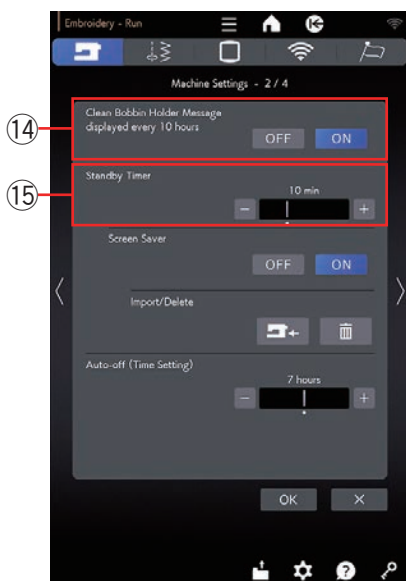 Embroidery - Run
Machine Settings - 2 / 4
⑭
Clean Bobbin Holder Message
displayed every 10 hours
OFF ON
⑮
Standby Timer
10 min
− +
Screen Saver
OFF ON
Import/Delete
Auto-off (Time Setting)
7 hours
− +
OK ×
?